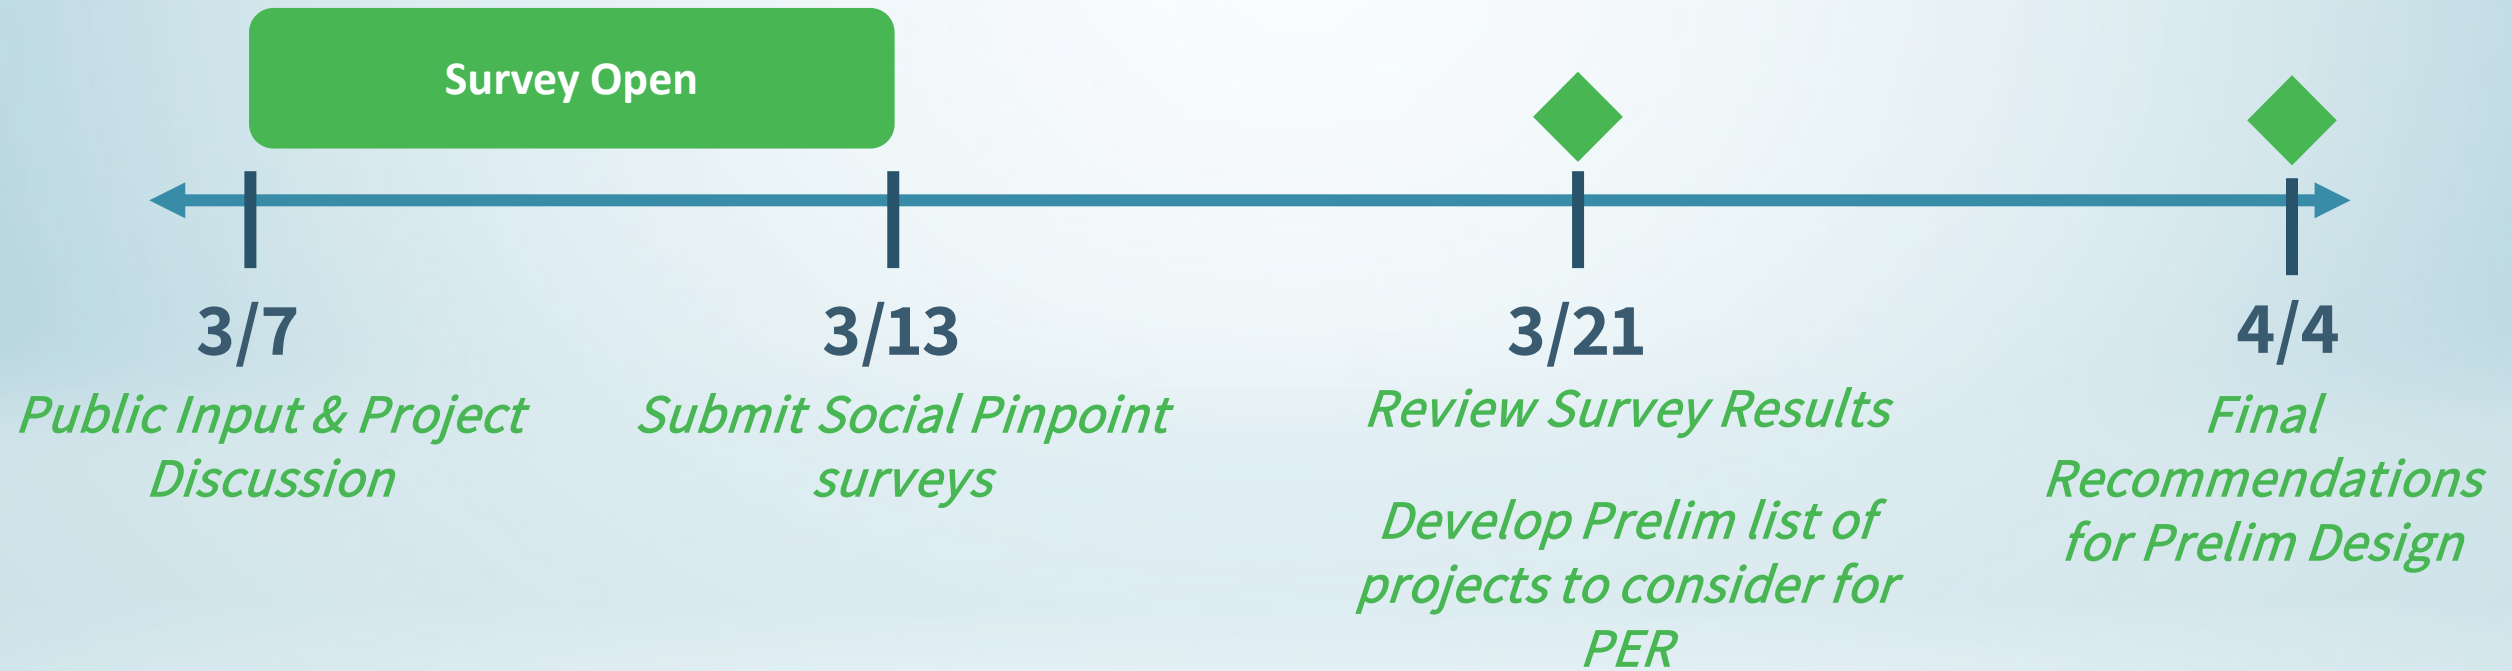 Survey Open
3/7
Public Input & Project
Discussion
3/13
Submit Social Pinpoint
surveys
3/21
Review Survey Results
Develop Prelim list of
projects to consider for
PER
4/4
Final
Recommendations
for Prelim Design